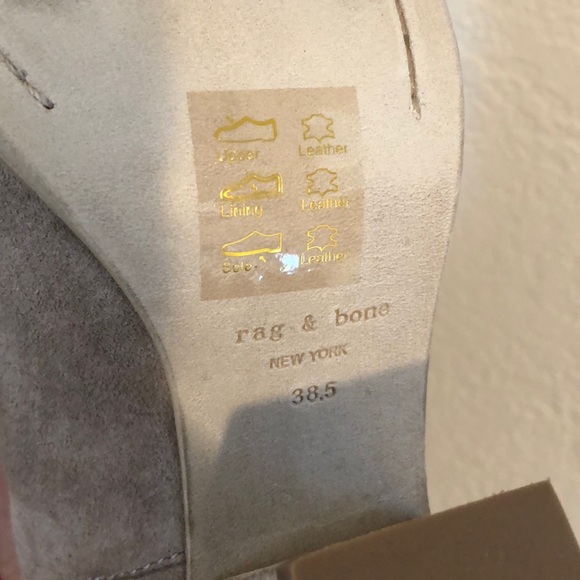 Upper Leather
Lining Leather
Sole Leather
rag & bone
NEW YORK
38.5